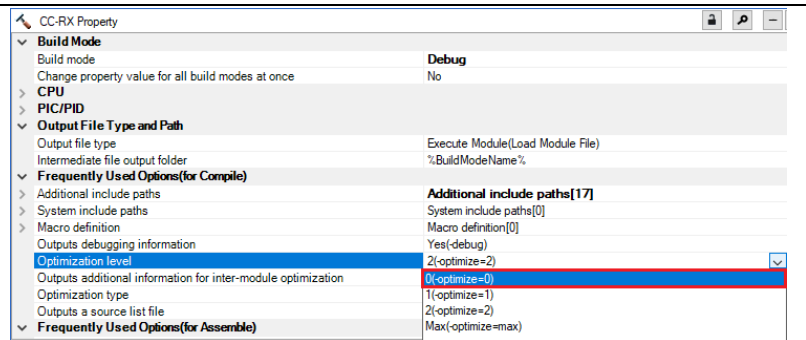 CC-RX Property
Build Mode
Build mode Debug
Change property value for all build modes at once No
CPU
PIC/PID
Output File Type and Path
Output file type Execute Module(Load Module File)
Intermediate file output folder %BuildModeName%
Frequently Used Options(for Compile)
Additional include paths Additional include paths[17]
System include paths System include paths[0]
Macro definition Macro definition[0]
Outputs debugging information Yes(-debug)
Optimization level 2(-optimize=2)
Outputs additional information for inter-module optimization 0(-optimize=0)
Optimization type 1(-optimize=1)
Outputs a source list file 2(-optimize=2)
Frequently Used Options(for Assemble) Max(-optimize=max)